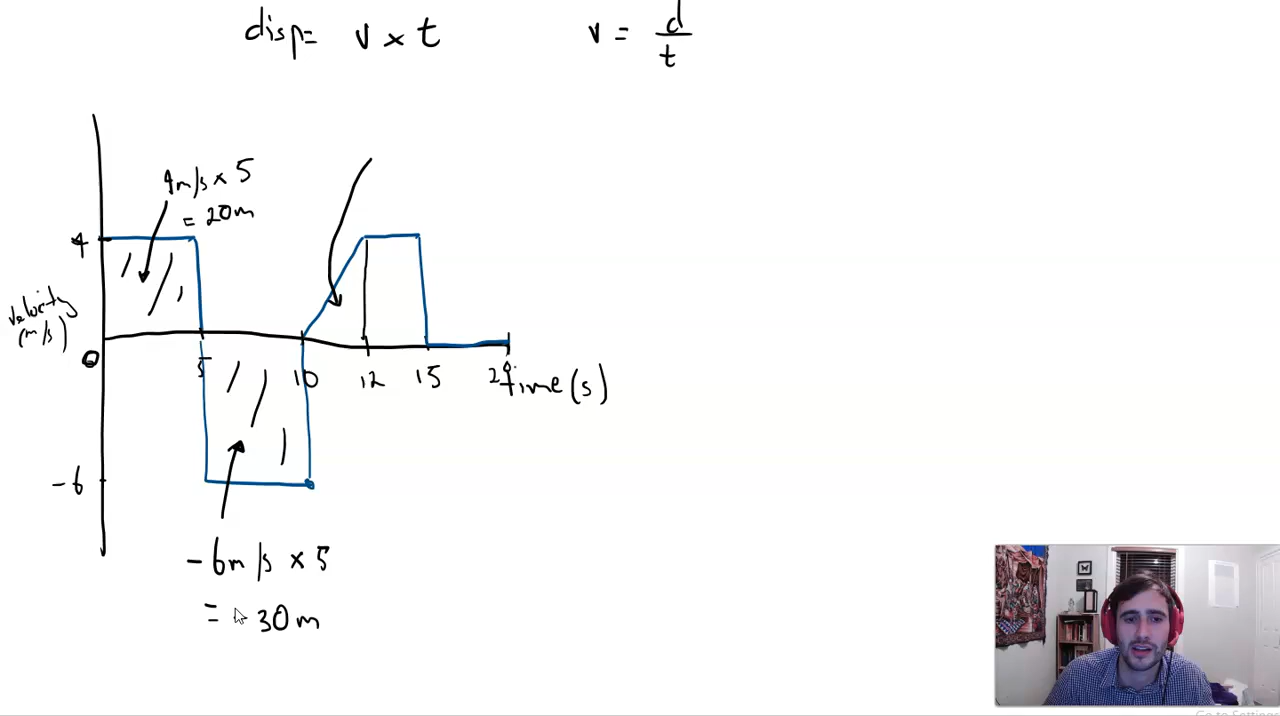 disp= v × t
v = d/t
4m/s × 5
= 20m
4
velocity
(m/s)
0
5
10
12
15
20
time (s)
-6
-6m/s × 5
= -30m